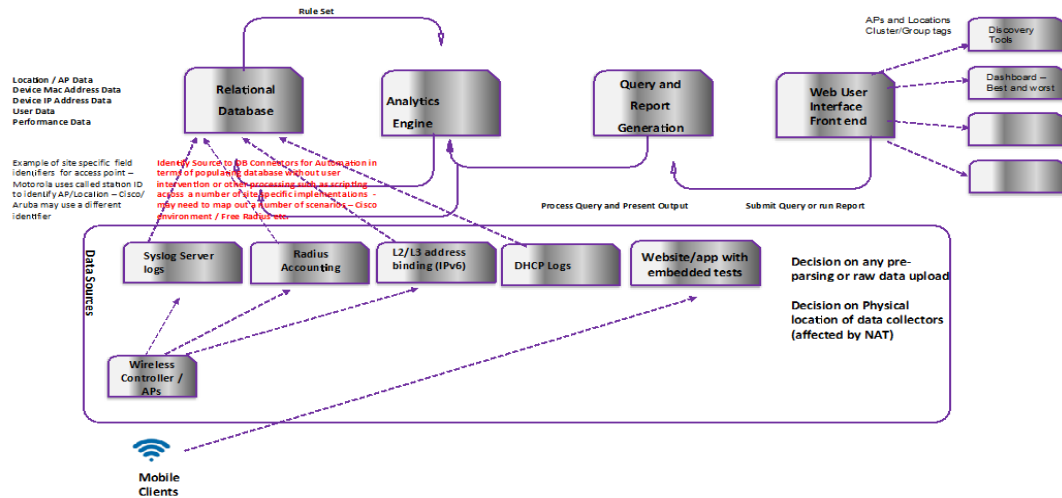 Rule Set
APs and Locations
Cluster/Group tags
Discovery
Tools
Location / AP Data
Device Mac Address Data
Device IP Address Data
User Data
Performance Data
Relational
Database
Analytics
Engine
Query and
Report
Generation
Web User
Interface
Front end
Dashboard –
Best and worst
Example of site specific field
identifiers for access point –
Motorola uses called station ID
to identify AP/Location – Cisco/
Aruba may use a different
identifier
Identify Source to DB Connectors for Automation in
terms of populating database without user
intervention or other processing such as scripting
across a number of site specific implementations -
may need to map out a number of scenarios – Cisco
environment / Free Radius etc
Process Query and Present Output
Submit Query or run Report
Data Sources
Syslog Server
logs
Radius
Accounting
L2/L3 address
binding (IPv6)
DHCP Logs
Website/app with
embedded tests
Decision on any pre-
parsing or raw data upload
Decision on Physical
location of data collectors
(affected by NAT)
Wireless
Controller /
APs
Mobile
Clients